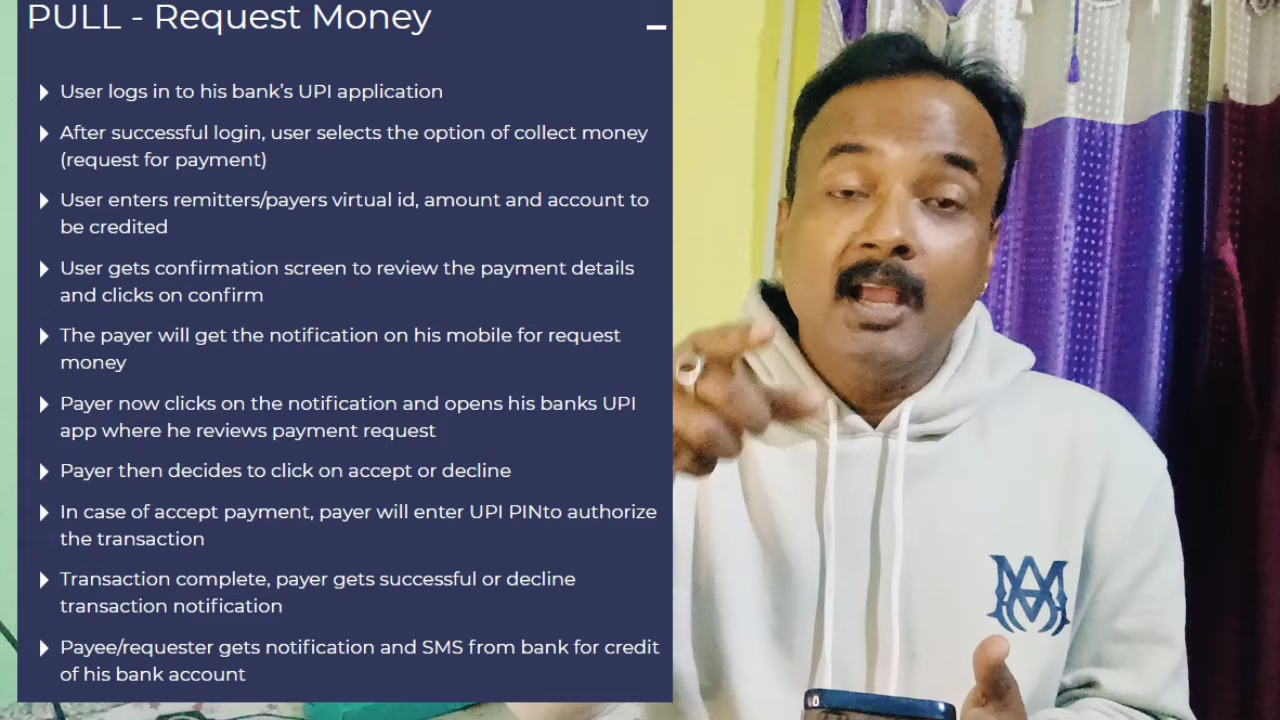 PULL - Request Money
User logs in to his bank's UPI application
After successful login, user selects the option of collect money
(request for payment)
User enters remitters/payers virtual id, amount and account to
be credited
User gets confirmation screen to review the payment details
and clicks on confirm
The payer will get the notification on his mobile for request
money
Payer now clicks on the notification and opens his banks UPI
app where he reviews payment request
Payer then decides to click on accept or decline
In case of accept payment, payer will enter UPI PINto authorize
the transaction
Transaction complete, payer gets successful or decline
transaction notification
Payee/requester gets notification and SMS from bank for credit
of his bank account